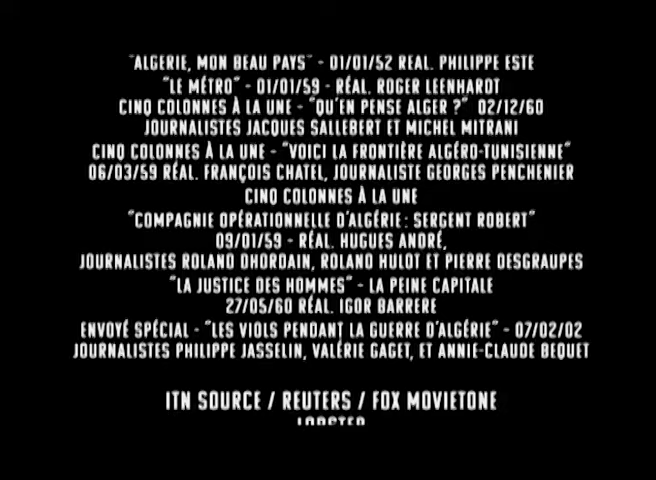 "ALGERIE, MON BEAU PAYS" - 01/01/52 REAL. PHILIPPE ESTE
"LE MÉTRO" - 01/01/59 - RÉAL. ROGER LEENHARDT
CINQ COLONNES À LA UNE - "QU'EN PENSE ALGER ?" 02/12/60
JOURNALISTES JACQUES SALLEBERT ET MICHEL MITRANI
CINQ COLONNES À LA UNE - "VOICI LA FRONTIÈRE ALGÉRO-TUNISIENNE"
06/03/59 RÉAL. FRANÇOIS CHATEL, JOURNALISTE GEORGES PENCHENIER
CINQ COLONNES À LA UNE
"COMPAGNIE OPÉRATIONNELLE D'ALGÉRIE : SERGENT ROBERT"
09/01/59 - RÉAL. HUGUES ANDRÉ,
JOURNALISTES ROLAND DHORDAIN, ROLAND HULOT ET PIERRE DESGRAUPES
"LA JUSTICE DES HOMMES" - LA PEINE CAPITALE
27/05/60 RÉAL. IGOR BARRERE
ENVOYÉ SPÉCIAL - "LES VIOLS PENDANT LA GUERRE D'ALGÉRIE" - 07/02/02
JOURNALISTES PHILIPPE JASSELIN, VALÉRIE GAGET, ET ANNIE-CLAUDE BEQUET
ITN SOURCE / REUTERS / FOX MOVIETONE
LOBSTER